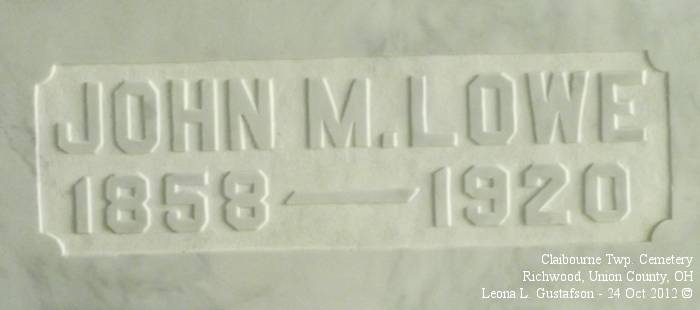 JOHN M. LOWE
1858 — 1920
Claibourne Twp. Cemetery
Richwood, Union County, OH
Leona L. Gustafson - 24 Oct 2012 ©